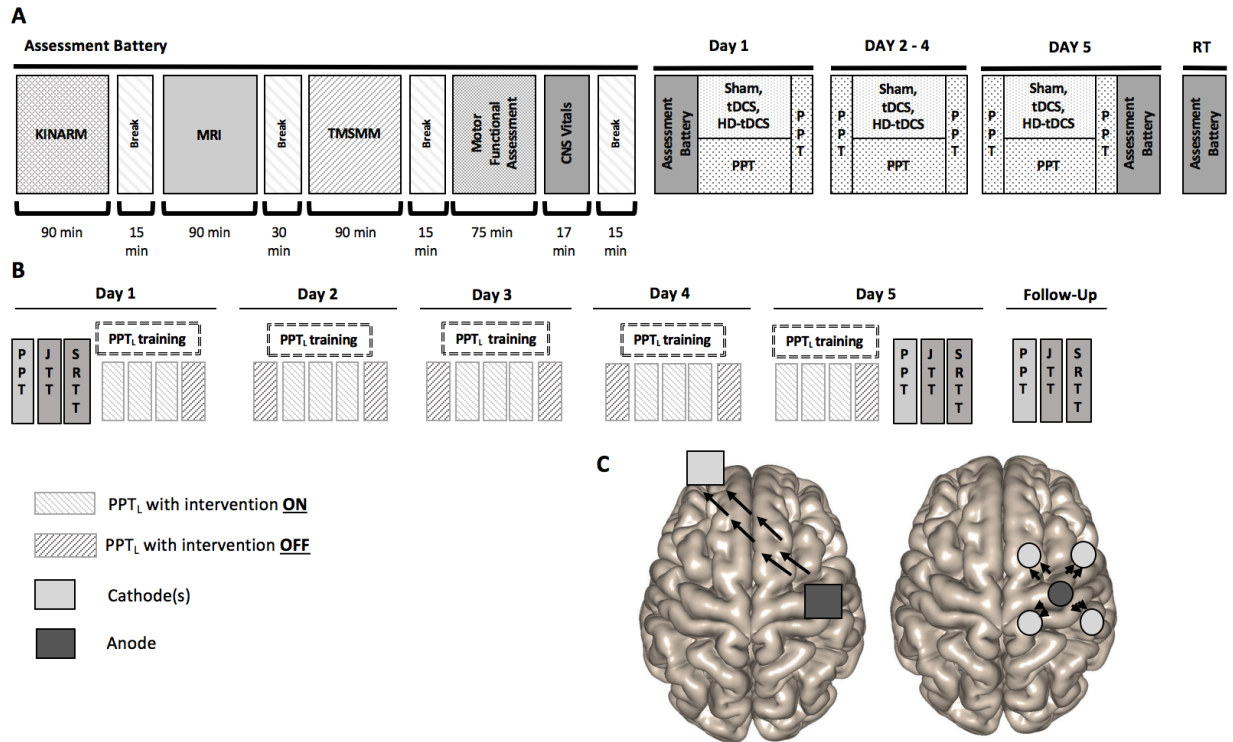 A
Assessment Battery
Day 1
DAY 2 - 4
DAY 5
RT
KINARM
Break
MRI
Break
TMSMM
Break
Motor
Functional
Assessment
CNS Vitals
Break
Assessment
Battery
Sham,
tDCS,
HD-tDCS
PPT
PPT
PPT
Sham,
tDCS,
HD-tDCS
PPT
PPT
PPT
Sham,
tDCS,
HD-tDCS
PPT
PPT
Assessment
Battery
Assessment
Battery
90 min
15
min
90 min
30
min
90 min
15
min
75 min
17
min
15
min
B
Day 1
Day 2
Day 3
Day 4
Day 5
Follow-Up
PPT
JTT
SRTT
PPTL training
PPTL training
PPTL training
PPTL training
PPTL training
PPT
JTT
SRTT
PPT
JTT
SRTT
PPTL with intervention ON
PPTL with intervention OFF
Cathode(s)
Anode
C